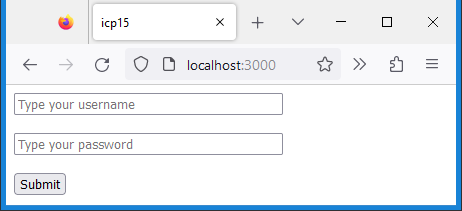 icp15
localhost:3000
Type your username
Type your password
Submit